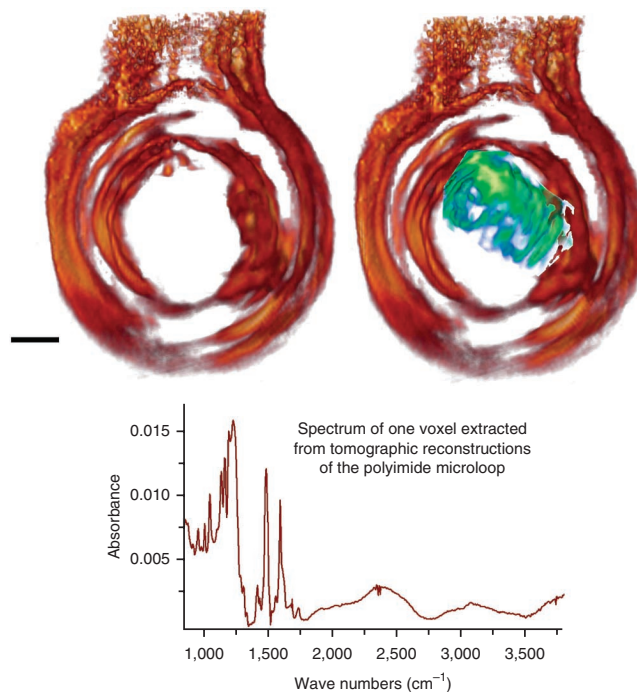 Spectrum of one voxel extracted
from tomographic reconstructions
of the polyimide microloop
0.015
0.010
0.005
Absorbance
1,000 1,500 2,000 2,500 3,000 3,500
Wave numbers (cm⁻¹)